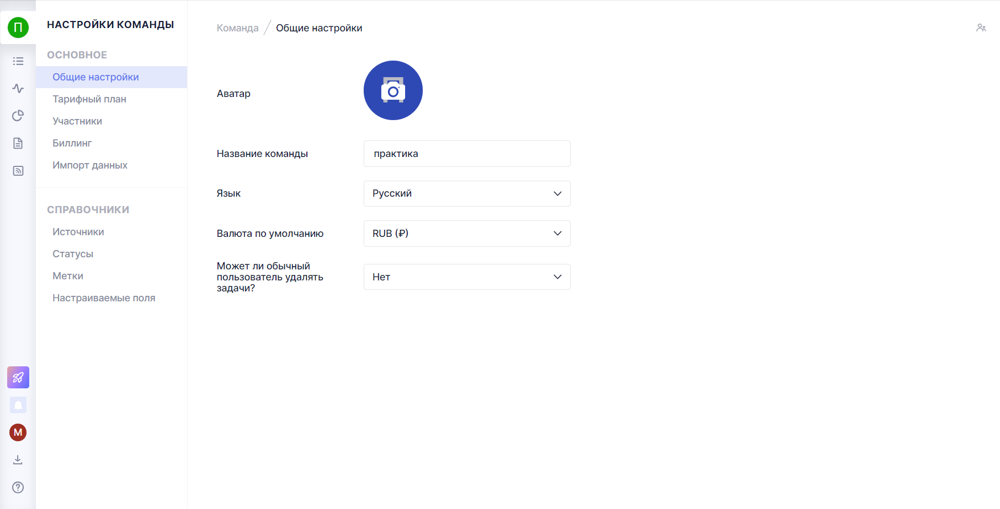 П
НАСТРОЙКИ КОМАНДЫ
ОСНОВНОЕ
Общие настройки
Тарифный план
Участники
Биллинг
Импорт данных
СПРАВОЧНИКИ
Источники
Статусы
Метки
Настраиваемые поля
М
Команда / Общие настройки
Аватар
Название команды
практика
Язык
Русский
Валюта по умолчанию
RUB (₽)
Может ли обычный
пользователь удалять
задачи?
Нет